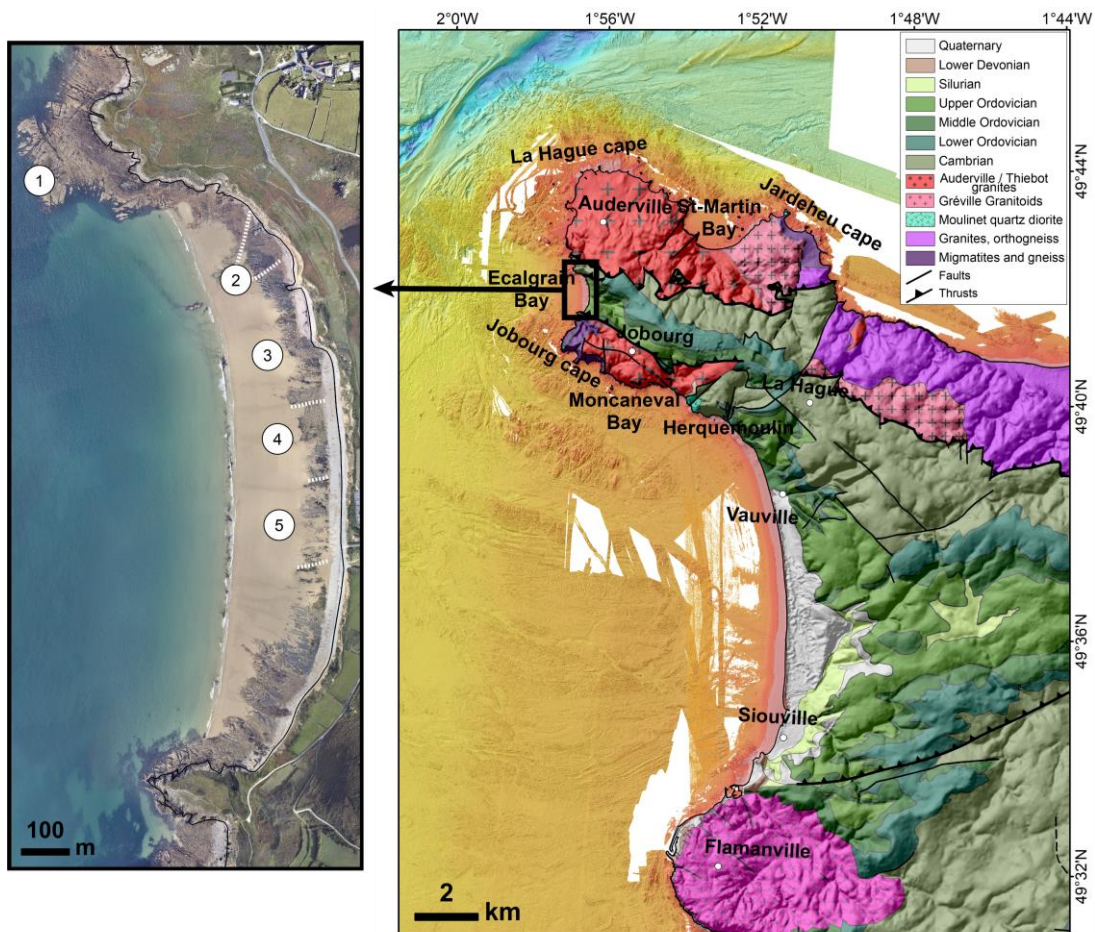 2°0'W
1°56'W
1°52'W
1°48'W
1°44'W
1
2
3
4
5
100
m
Quaternary
Lower Devonian
Silurian
Upper Ordovician
Middle Ordovician
Lower Ordovician
Cambrian
Auderville / Thiebot
granites
Gréville Granitoids
Moulinet quartz diorite
Granites, orthogneiss
Migmatites and gneiss
Faults
Thrusts
La Hague cape
Auderville
St-Martin
Bay
Jardeheu cape
Ecalgrain
Bay
Jobourg
Jobourg cape
Moncaneval
Bay
La Hague
Herquemoulin
Vauville
Siouville
Flamanville
2
km
49°44'N
49°40'N
49°36'N
49°32'N